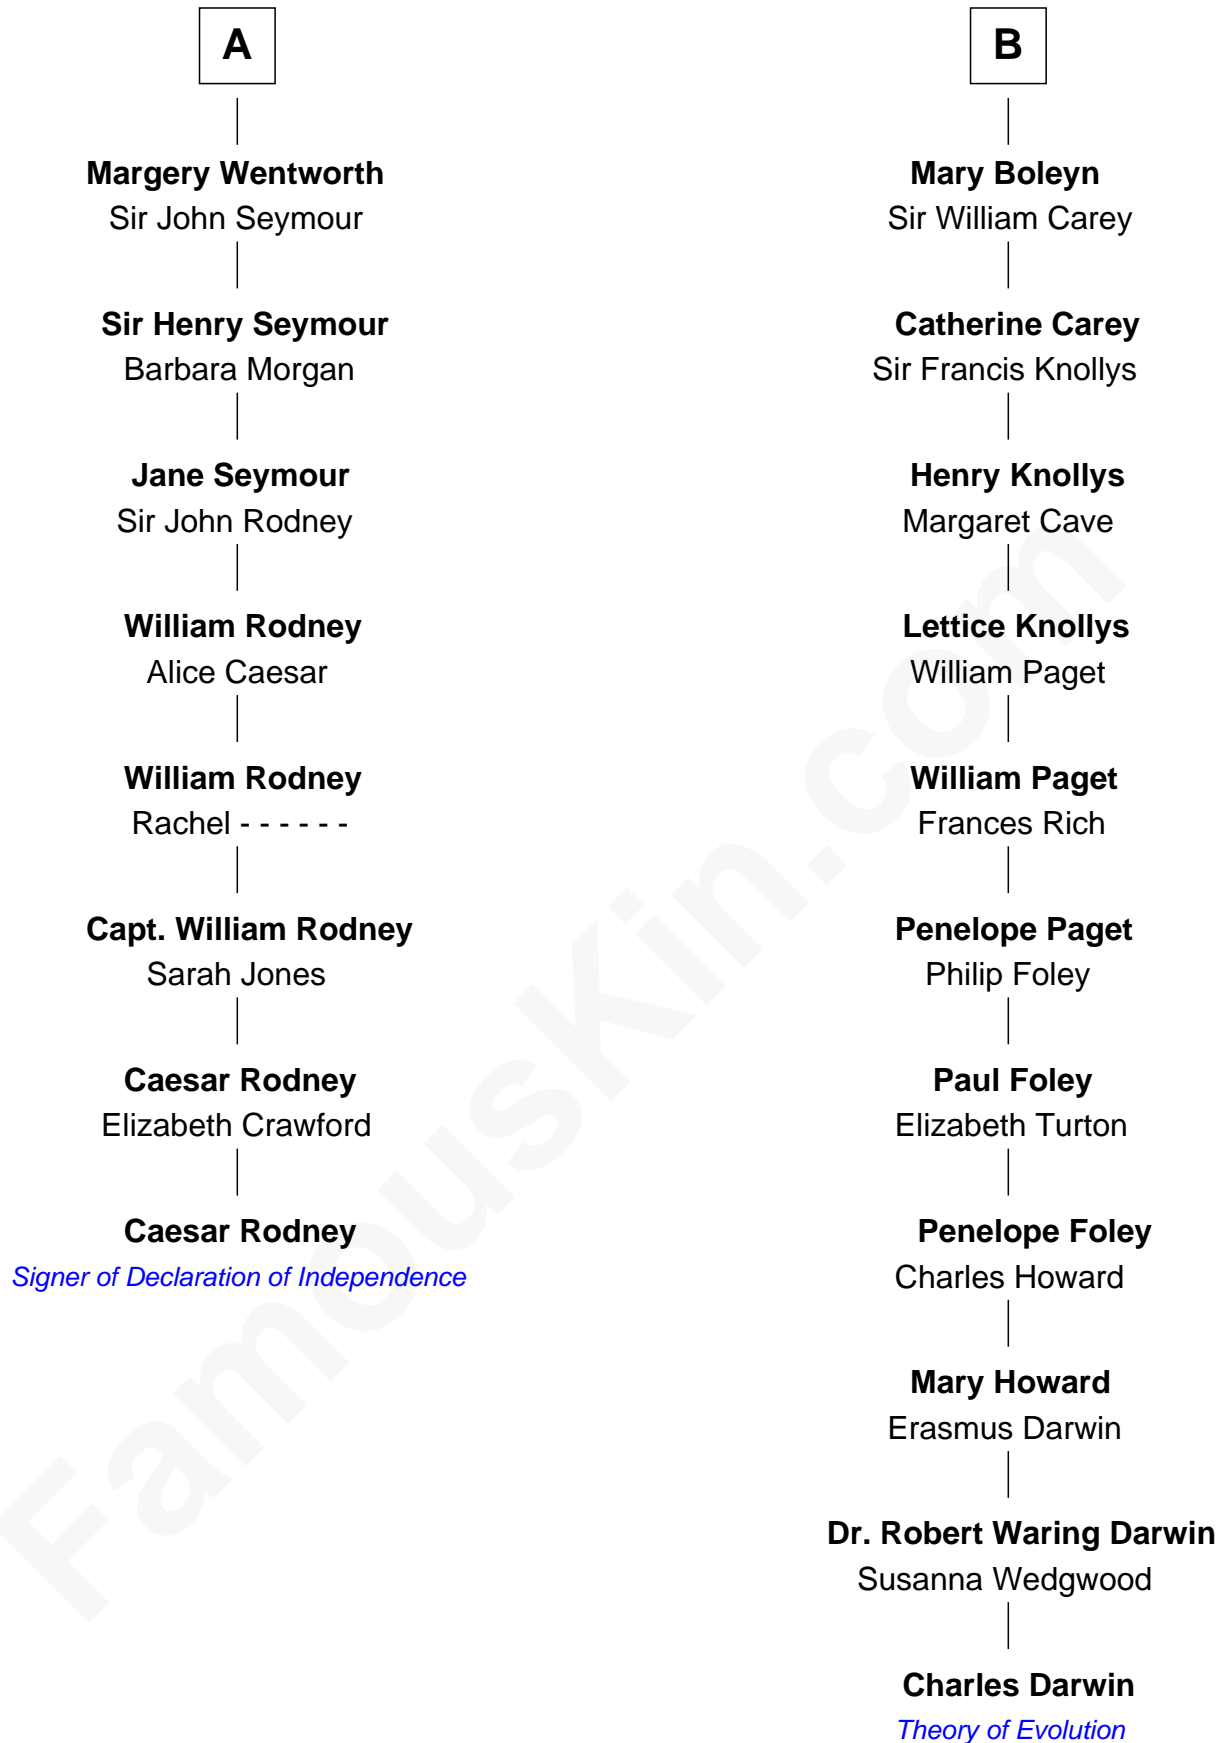 A
Margery Wentworth
Sir John Seymour
Sir Henry Seymour
Barbara Morgan
Jane Seymour
Sir John Rodney
William Rodney
Alice Caesar
William Rodney
Rachel - - - - - -
Capt. William Rodney
Sarah Jones
Caesar Rodney
Elizabeth Crawford
Caesar Rodney
Signer of Declaration of Independence
B
Mary Boleyn
Sir William Carey
Catherine Carey
Sir Francis Knollys
Henry Knollys
Margaret Cave
Lettice Knollys
William Paget
William Paget
Frances Rich
Penelope Paget
Philip Foley
Paul Foley
Elizabeth Turton
Penelope Foley
Charles Howard
Mary Howard
Erasmus Darwin
Dr. Robert Waring Darwin
Susanna Wedgwood
Charles Darwin
Theory of Evolution
FamousKin.com